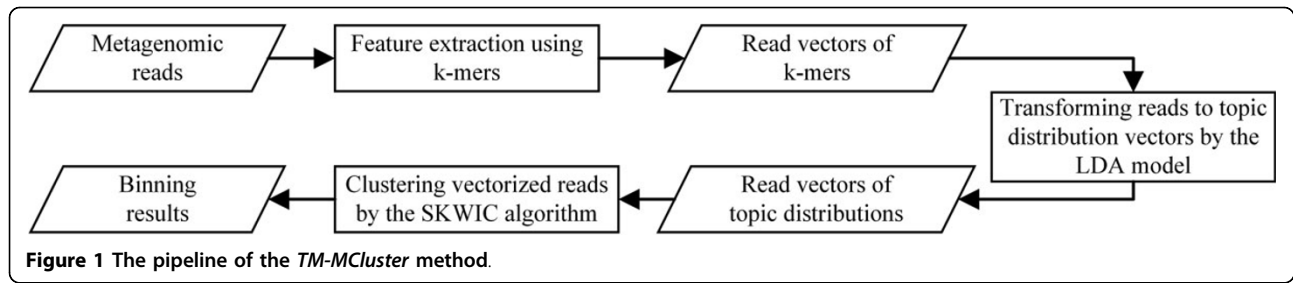 Metagenomic
reads
Feature extraction using
k-mers
Read vectors of
k-mers
Transforming reads to topic
distribution vectors by the
LDA model
Read vectors of
topic distributions
Clustering vectorized reads
by the SKWIC algorithm
Binning
results
Figure 1 The pipeline of the TM-MCluster method.